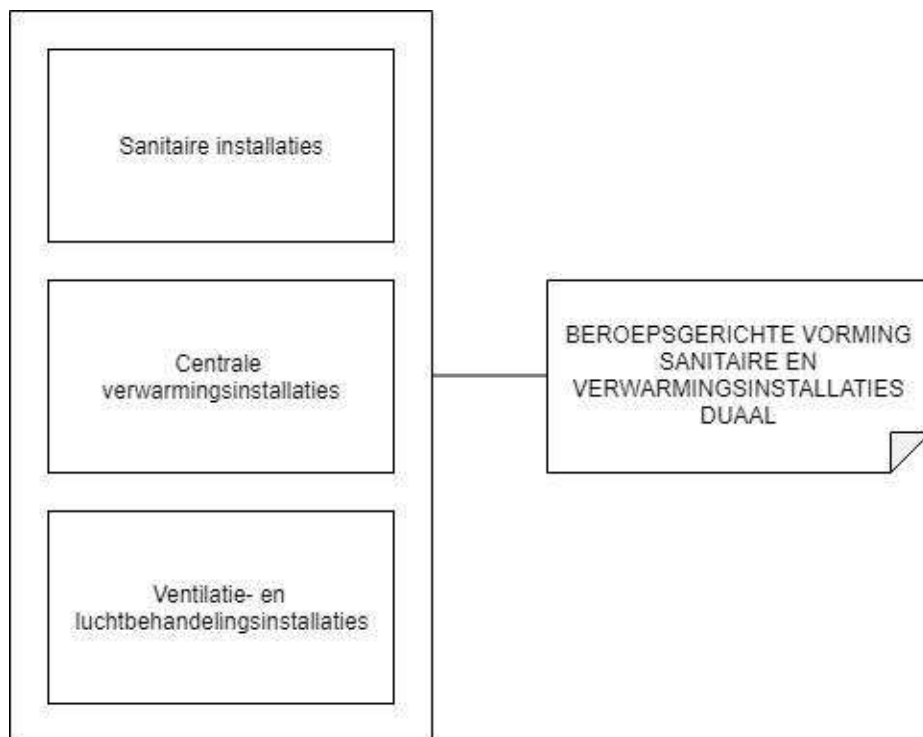 Sanitaire installaties
Centrale
verwarmingsinstallaties
Ventilatie- en
luchtbehandelingsinstallaties
BEROEPSGERICHTE VORMING
SANITAIRE EN
VERWARMINGSINSTALLATIES
DUAAL